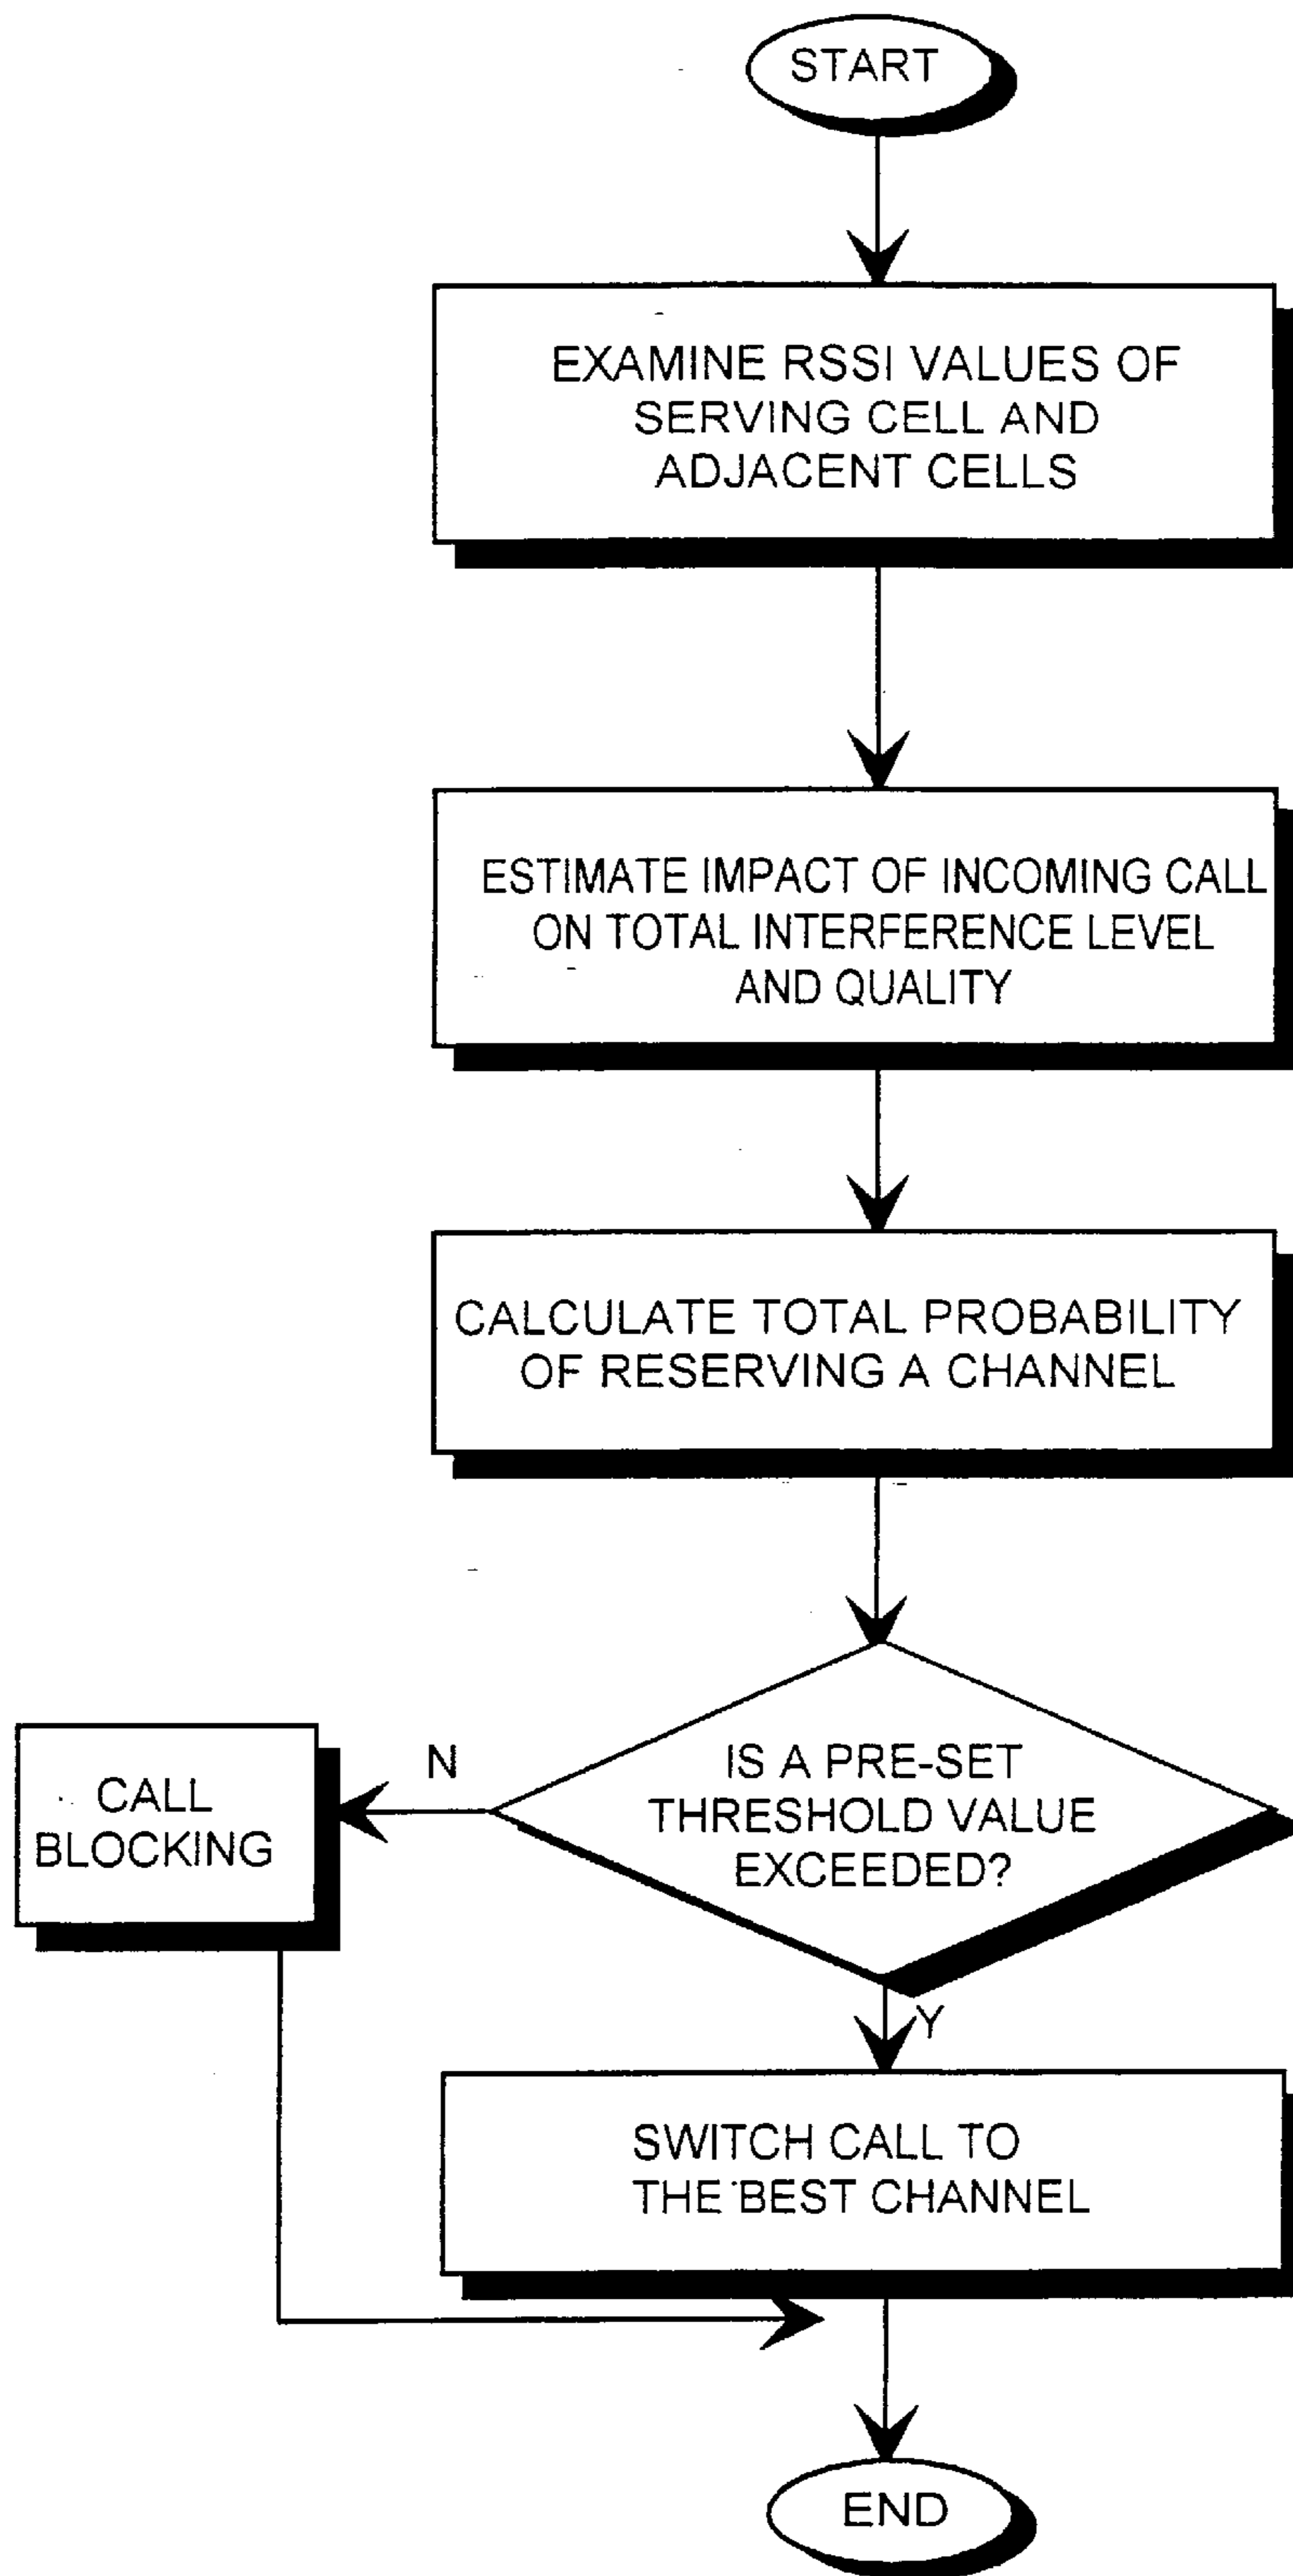 START
EXAMINE RSSI VALUES OF
SERVING CELL AND
ADJACENT CELLS
ESTIMATE IMPACT OF INCOMING CALL
ON TOTAL INTERFERENCE LEVEL
AND QUALITY
CALCULATE TOTAL PROBABILITY
OF RESERVING A CHANNEL
IS A PRE-SET
THRESHOLD VALUE
EXCEEDED?
N
CALL
BLOCKING
Y
SWITCH CALL TO
THE BEST CHANNEL
END